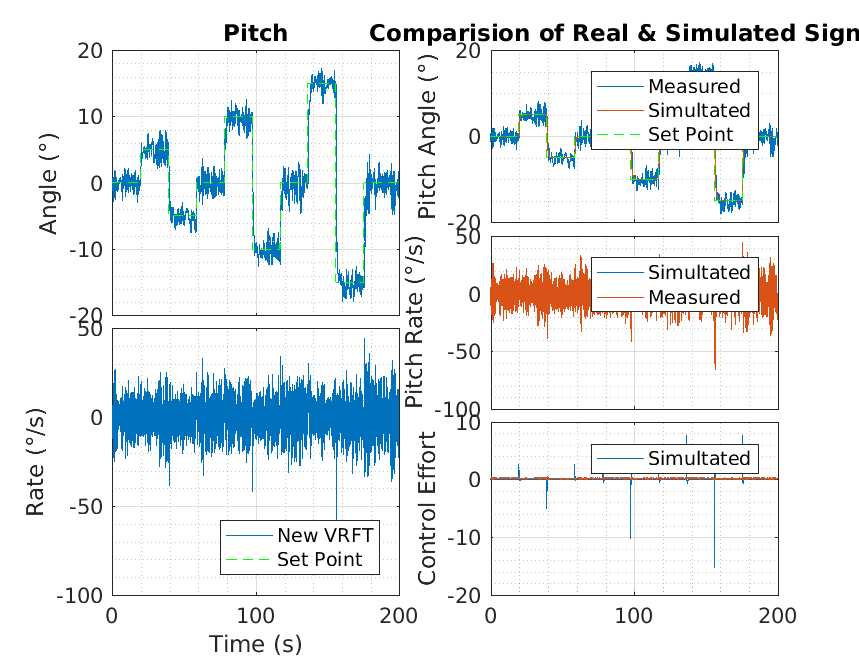 Pitch
Comparision of Real & Simulated Sign
20
10
0
-10
-20
Angle (°)
50
0
-50
-100
Rate (°/s)
New VRFT
Set Point
0
100
200
Time (s)
20
0
-20
Pitch Angle (°)
Measured
Simultated
Set Point
50
0
-50
-100
Pitch Rate (°/s)
Simultated
Measured
10
0
-10
-20
Control Effort
Simultated
0
100
200